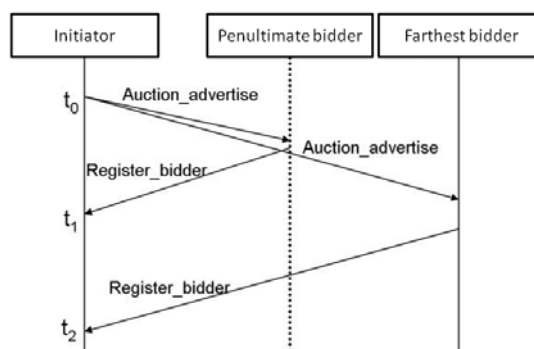 Initiator
Penultimate bidder
Farthest bidder
t0
Auction_advertise
Auction_advertise
Register_bidder
t1
Register_bidder
t2